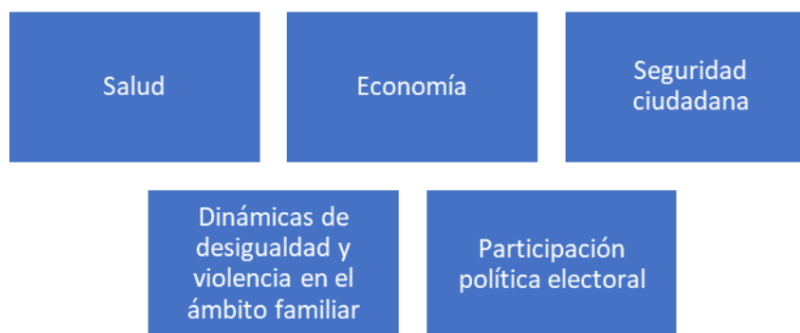 Salud
Economía
Seguridad
ciudadana
Dinámicas de
desigualdad y
violencia en el
ámbito familiar
Participación
política electoral